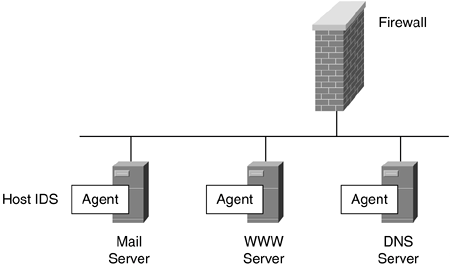 Firewall
Host IDS
Agent
Agent
Agent
Mail
Server
WWW
Server
DNS
Server